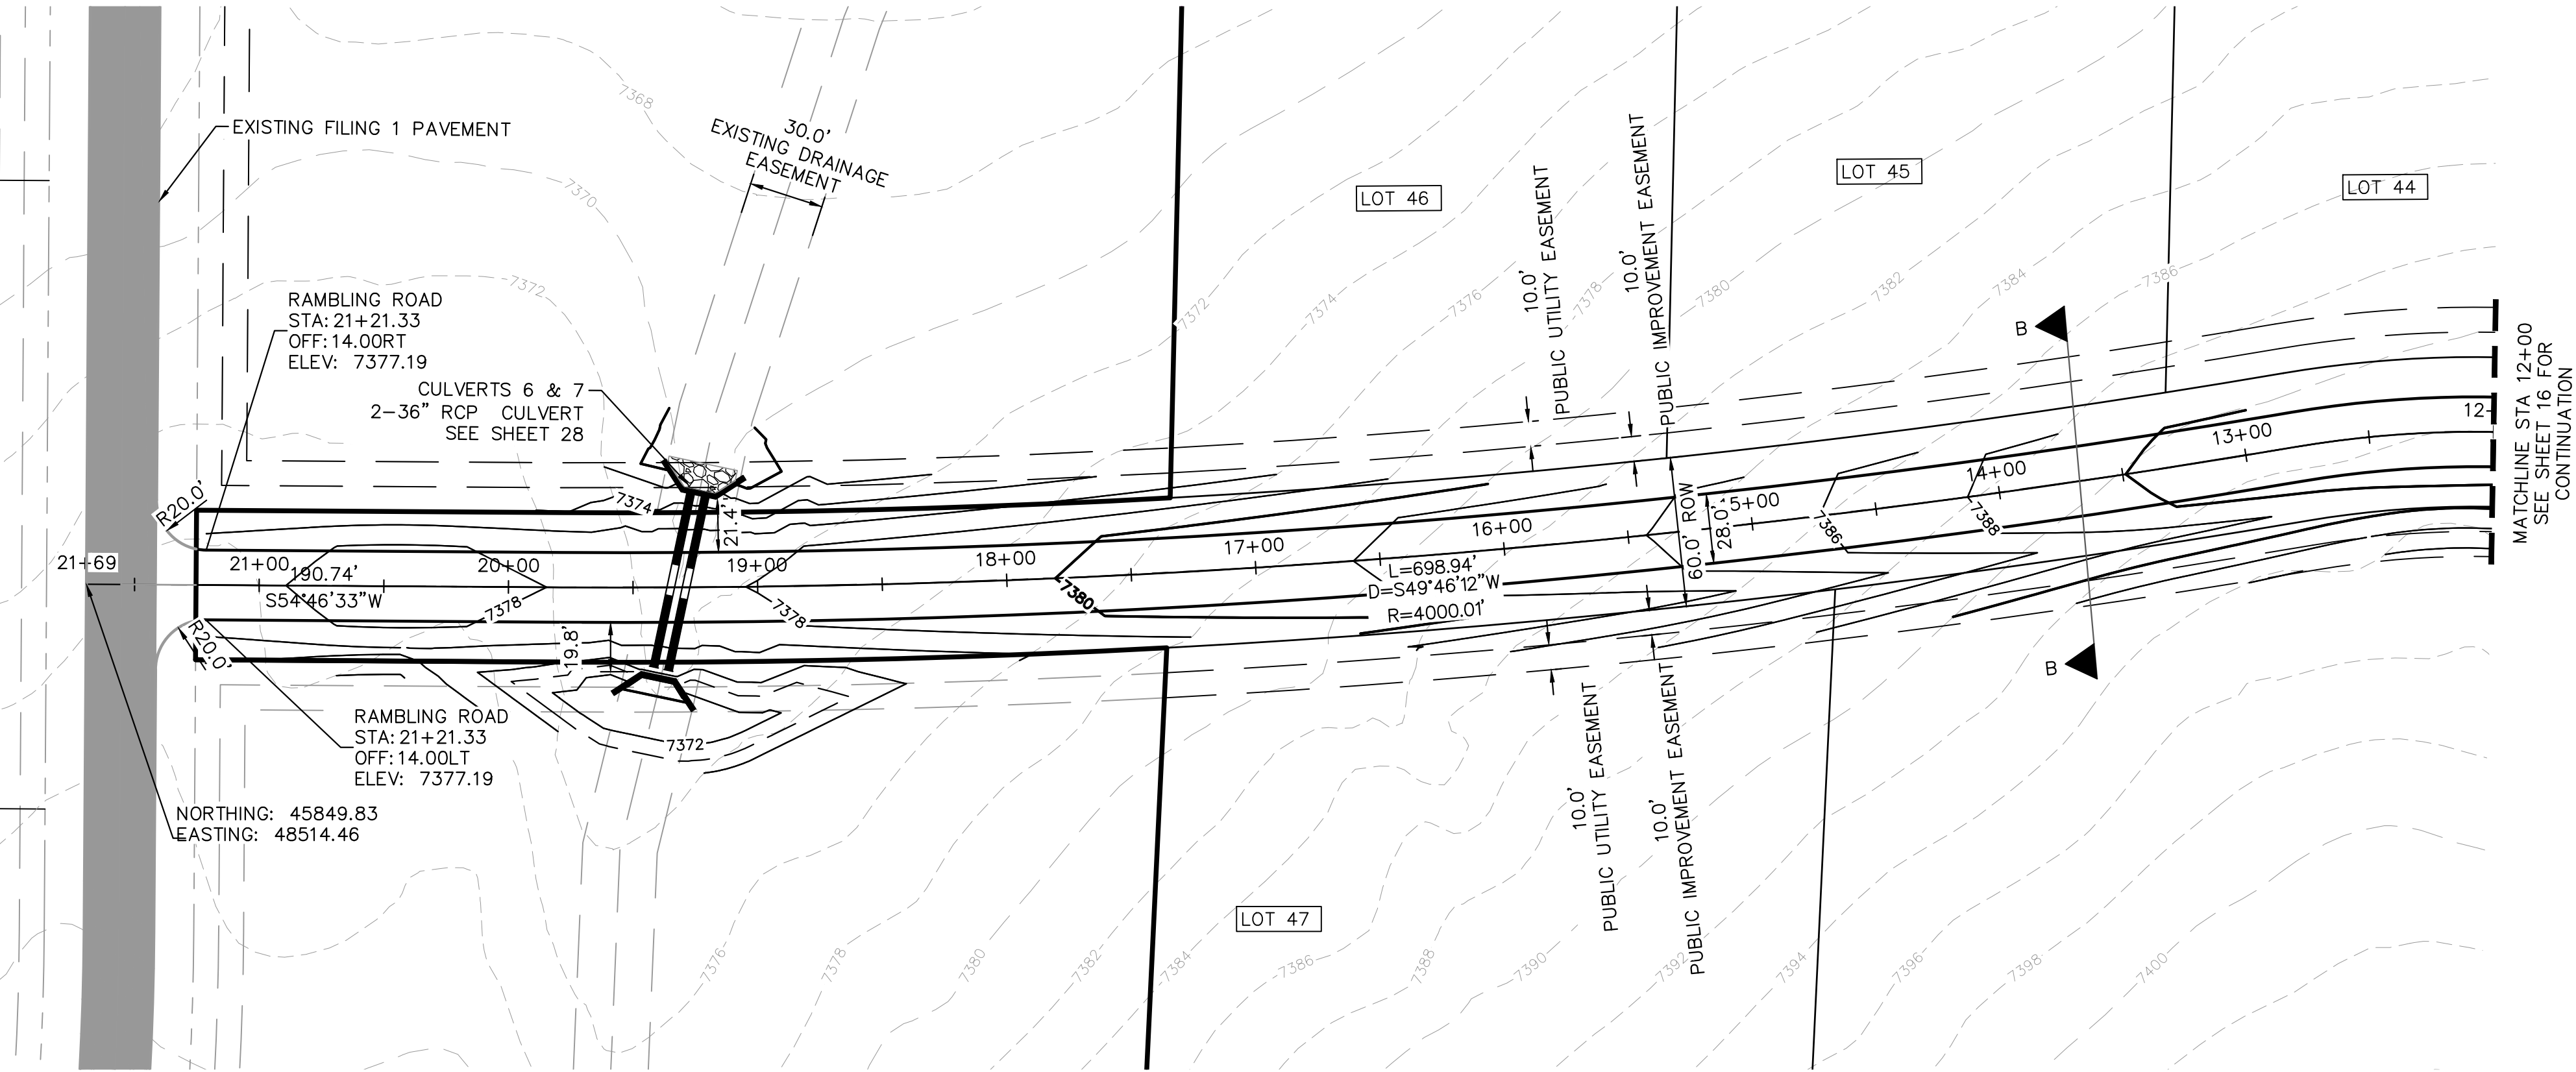 EXISTING FILING 1 PAVEMENT
30.0'
EXISTING DRAINAGE
EASEMENT
7368
7370
7372
RAMBLING ROAD
STA: 21+21.33
OFF: 14.00RT
ELEV: 7377.19
CULVERTS 6 & 7
2-36" RCP CULVERT
SEE SHEET 28
LOT 46
LOT 45
LOT 44
10.0'
PUBLIC UTILITY EASEMENT
10.0'
PUBLIC IMPROVEMENT EASEMENT
7372
7374
7376
7378
7380
7382
7384
7386
B
B
MATCHLINE STA 12+00
SEE SHEET 16 FOR
CONTINUATION
R20.0'
7374
21.4'
21+69
21+00
20+00
19+00
18+00
17+00
16+00
15+00
14+00
13+00
12-
190.74'
S54°46'33"W
7378
7378
7380
L=698.94'
D=S49°46'12"W
R=4000.01'
60.0' ROW
28.0'
7386
7388
R20.0'
19.8'
7372
RAMBLING ROAD
STA: 21+21.33
OFF: 14.00LT
ELEV: 7377.19
NORTHING: 45849.83
EASTING: 48514.46
LOT 47
10.0'
PUBLIC UTILITY EASEMENT
10.0'
PUBLIC IMPROVEMENT EASEMENT
7376
7378
7380
7382
7384
7386
7388
7390
7392
7394
7396
7398
7400